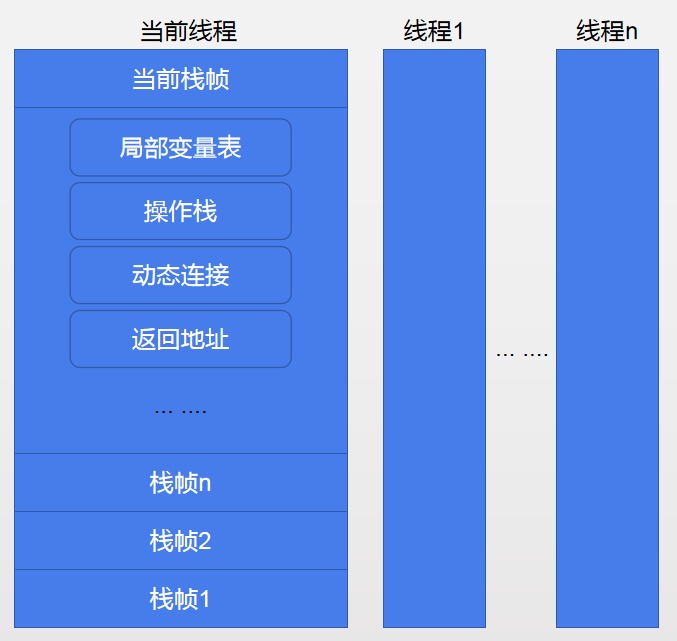 当前线程
线程1
线程n
当前栈帧
局部变量表
操作栈
动态连接
返回地址
... ....
... ....
栈帧n
栈帧2
栈帧1